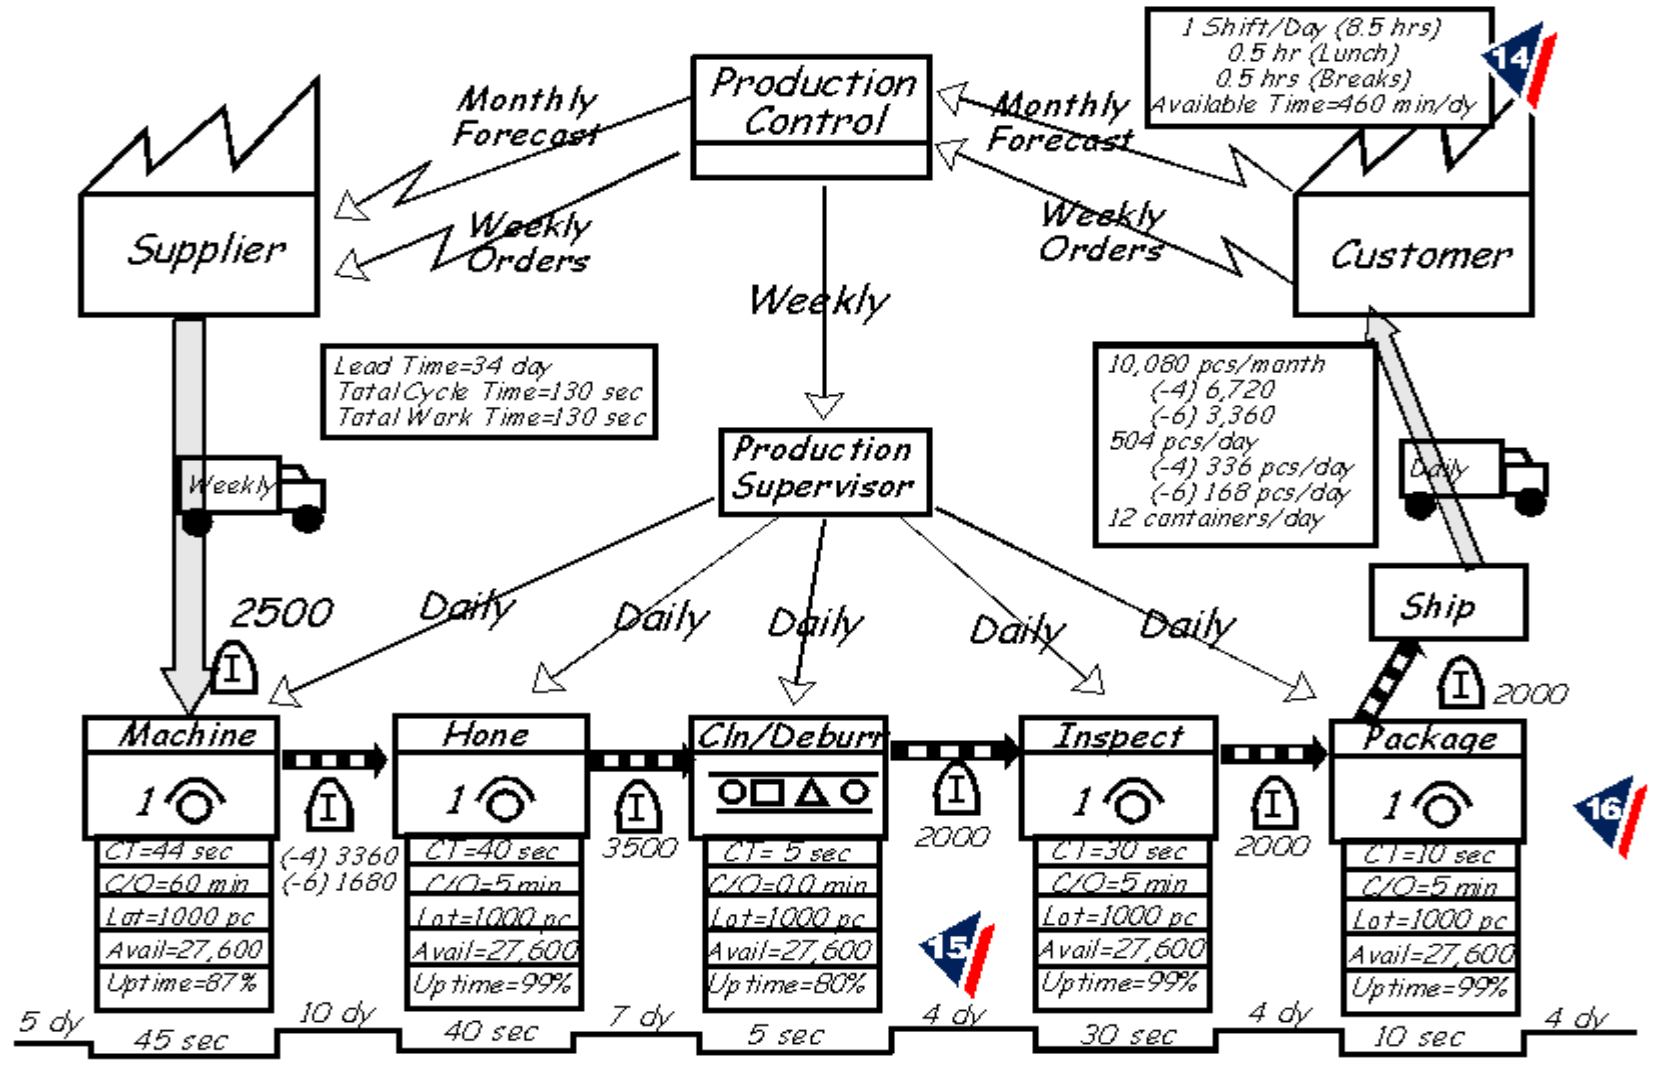 1 Shift/Day (8.5 hrs)
0.5 hr (Lunch)
0.5 hrs (Breaks)
Available Time=460 min/dy
14
Production
Control
Monthly
Forecast
Monthly
Forecast
Weekly
Orders
Weekly
Orders
Supplier
Customer
Weekly
Lead Time=34 day
Total Cycle Time=130 sec
Total Work Time=130 sec
10,080 pcs/month
(-4) 6,720
(-6) 3,360
504 pcs/day
(-4) 336 pcs/day
(-6) 168 pcs/day
12 containers/day
Production
Supervisor
Weekly
Daily
2500
I
Daily
Daily
Daily
Daily
Daily
Ship
I
2000
Machine
1
Hone
1
Cln/Deburr
Inspect
1
Package
1
I
(-4) 3360
(-6) 1680
I
3500
I
2000
I
2000
16
CT=44 sec
C/O=60 min
Lot=1000 pc
Avail=27,600
Uptime=87%
CT=40 sec
C/O=5 min
Lot=1000 pc
Avail=27,600
Uptime=99%
CT= 5 sec
C/O=0.0 min
Lot=1000 pc
Avail=27,600
Uptime=80%
15
CT=30 sec
C/O=5 min
Lot=1000 pc
Avail=27,600
Uptime=99%
CT=10 sec
C/O=5 min
Lot=1000 pc
Avail=27,600
Uptime=99%
5 dy
45 sec
10 dy
40 sec
7 dy
5 sec
4 dy
30 sec
4 dy
10 sec
4 dy